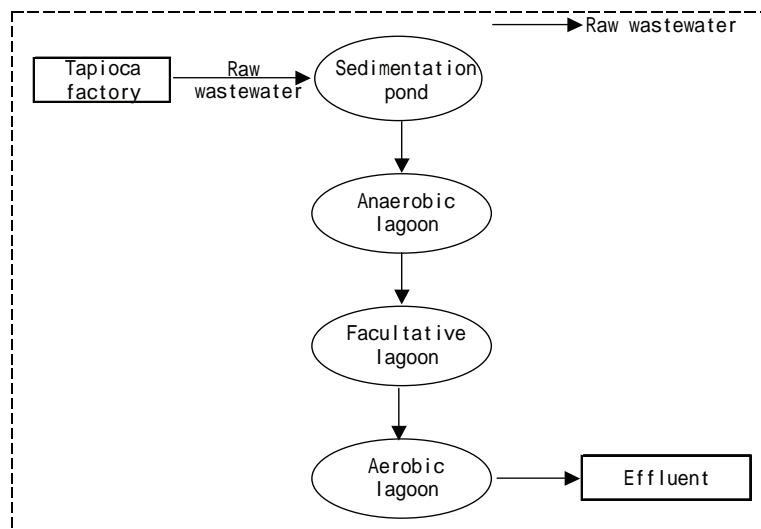 Raw wastewater
Tapioca
factory
Raw
wastewater
Sedimentation
pond
Anaerobic
lagoon
Facultative
lagoon
Aerobic
lagoon
Effluent